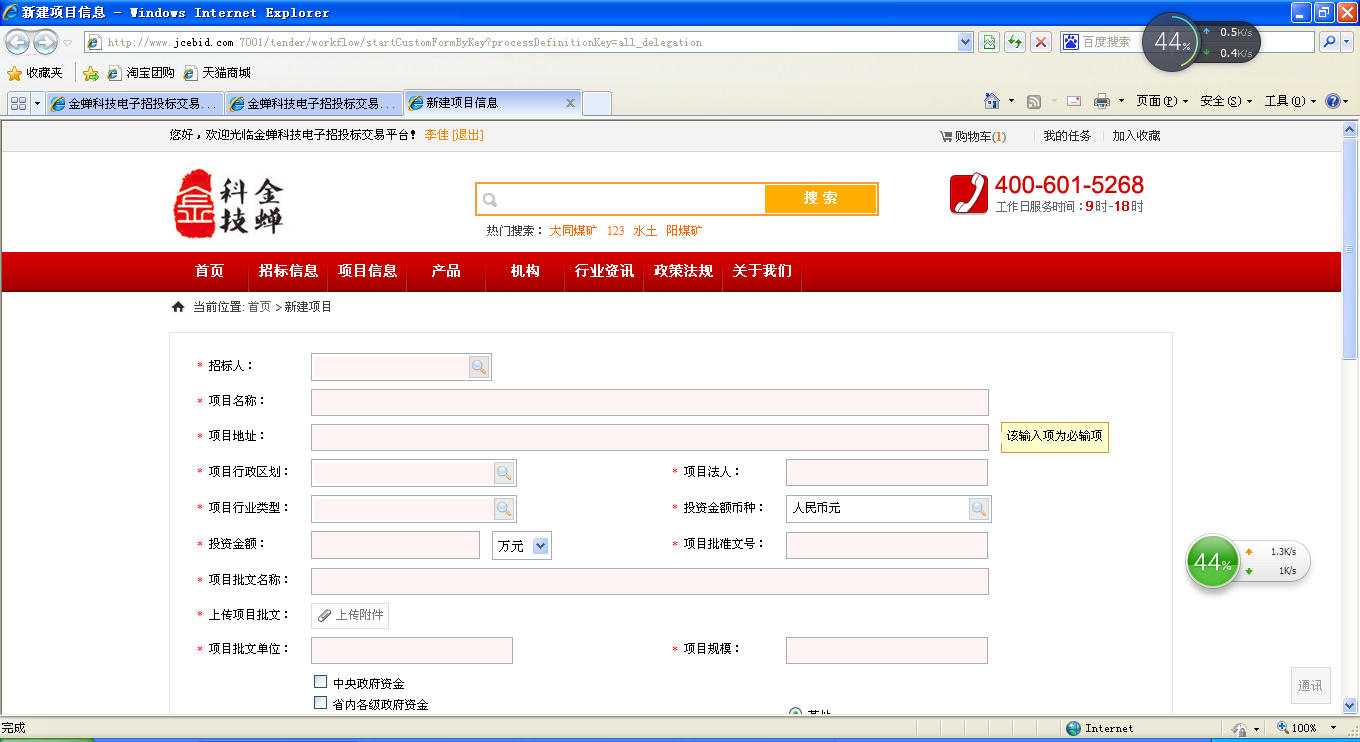 新建项目信息 - Windows Internet Explorer
http://www.jcebid.com:7001/tender/workflow/startCustomFormByKey?processDefinitionKey=all_delegation
百度搜索
44%
0.5K/s
0.4K/s
收藏夹 淘宝团购 天猫商城
金蝉科技电子招投标交易... 金蝉科技电子招投标交易... 新建项目信息
页面(P) 安全(S) 工具(O)
您好，欢迎光临金蝉科技电子招投标交易平台！ 李佳 [退出]
购物车(1) 我的任务 加入收藏
金蝉科技
搜 索
400-601-5268
工作日服务时间：9时-18时
热门搜索： 大同煤矿 123 水土 阳煤矿
首页 招标信息 项目信息 产品 机构 行业资讯 政策法规 关于我们
当前位置: 首页 > 新建项目
* 招标人：
* 项目名称：
* 项目地址：
该输入项为必输项
* 项目行政区划： * 项目法人：
* 项目行业类型： * 投资金额币种： 人民币元
* 投资金额： 万元 * 项目批准文号：
* 项目批文名称：
44%
1.3K/s
1K/s
* 上传项目批文： 上传附件
* 项目批文单位： * 项目规模：
中央政府资金
省内各级政府资金
通讯
完成 Internet 100%